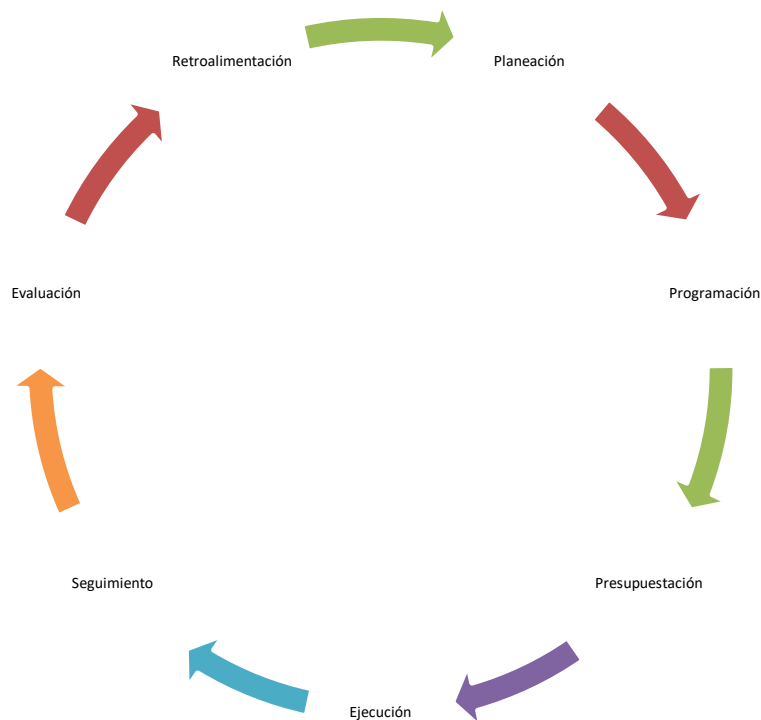 Retroalimentación
Planeación
Evaluación
Programación
Seguimiento
Presupuestación
Ejecución